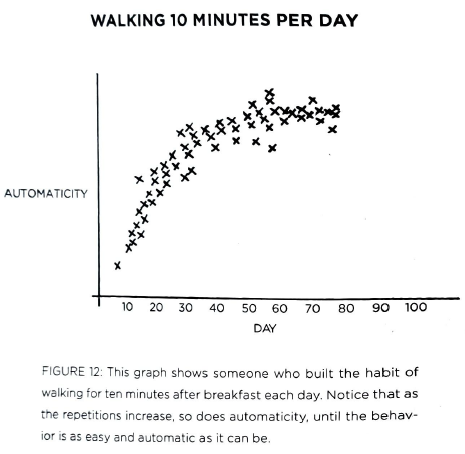 WALKING 10 MINUTES PER DAY
AUTOMATICITY
10 20 30 40 50 60 70 80 90 100
DAY
FIGURE 12: This graph shows someone who built the habit of
walking for ten minutes after breakfast each day. Notice that as
the repetitions increase, so does automaticity, until the behav-
ior is as easy and automatic as it can be.